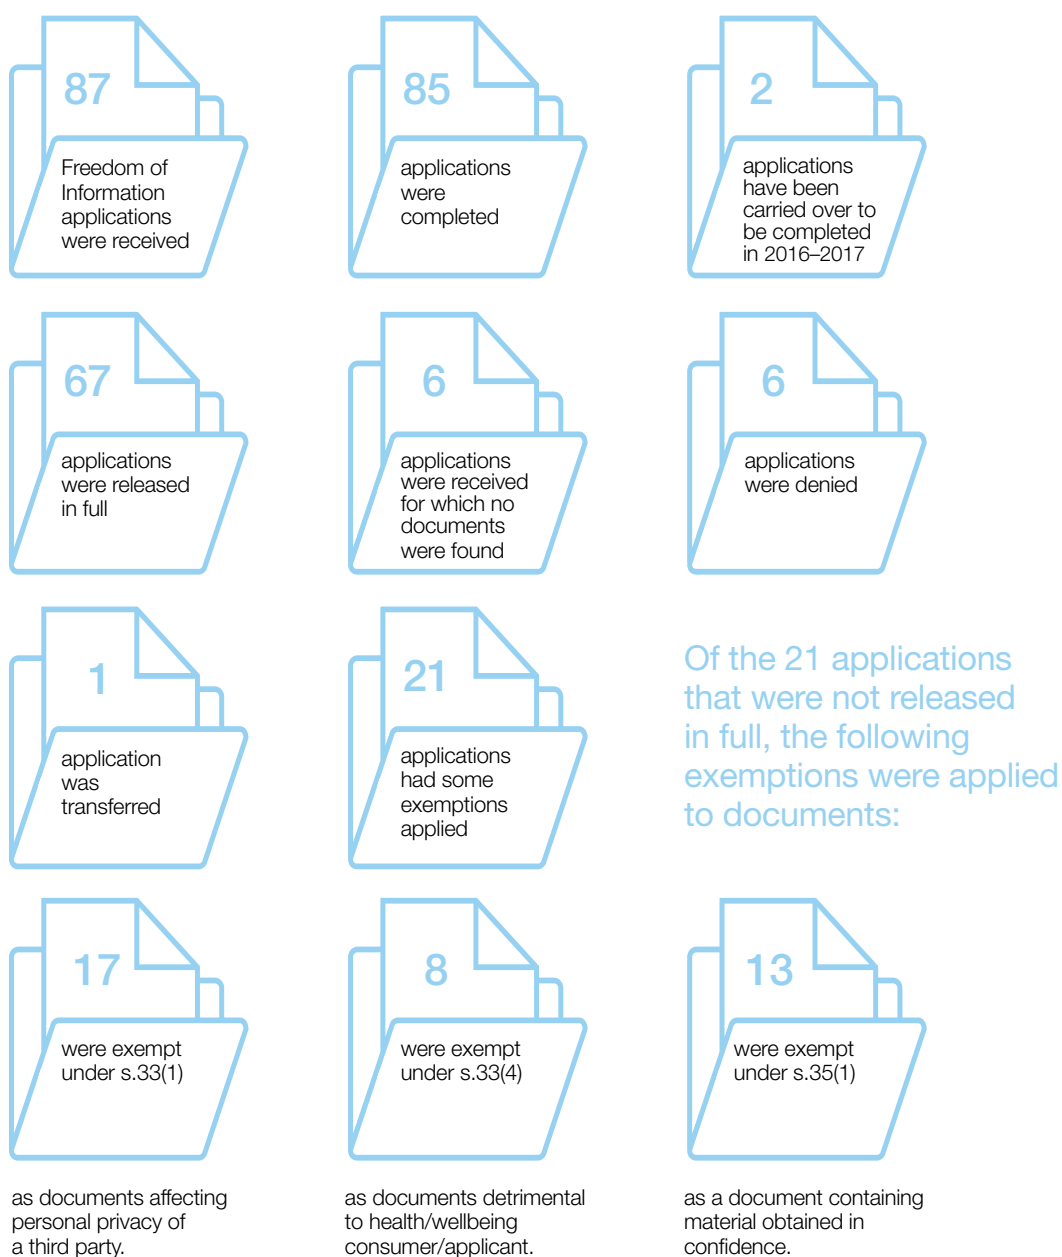 87
Freedom of
Information
applications
were received
85
applications
were
completed
2
applications
have been
carried over to
be completed
in 2016–2017
67
applications
were released
in full
6
applications
were received
for which no
documents
were found
6
applications
were denied
1
application
was
transferred
21
applications
had some
exemptions
applied
Of the 21 applications
that were not released
in full, the following
exemptions were applied
to documents:
17
were exempt
under s.33(1)
as documents affecting
personal privacy of
a third party.
8
were exempt
under s.33(4)
as documents detrimental
to health/wellbeing
consumer/applicant.
13
were exempt
under s.35(1)
as a document containing
material obtained in
confidence.